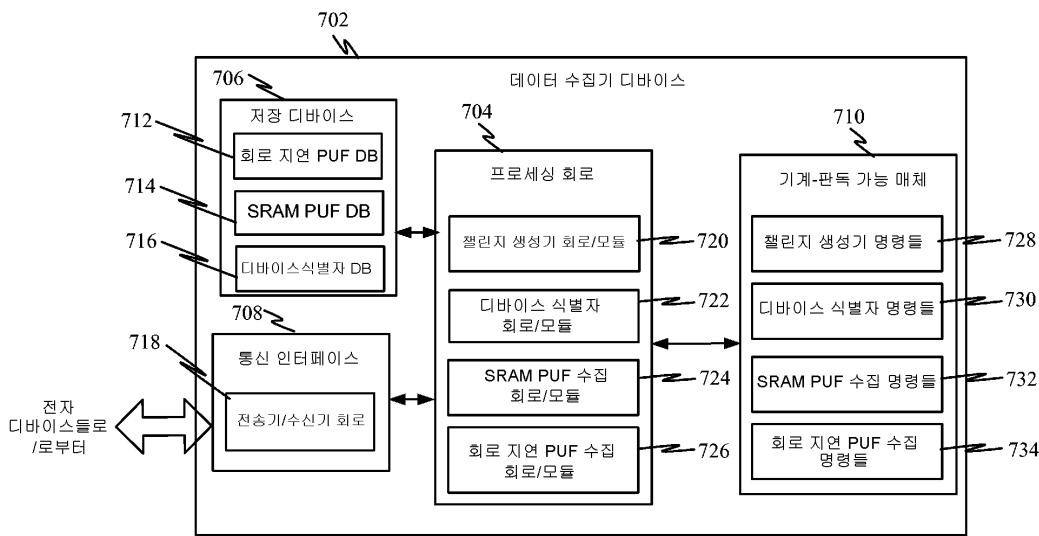 702
데이터 수집기 디바이스
706
저장 디바이스
712
회로 지연 PUF DB
714
SRAM PUF DB
716
디바이스식별자 DB
708
통신 인터페이스
718
전송기/수신기 회로
전자
디바이스들로
/로부터
704
프로세싱 회로
챌린지 생성기 회로/모듈
720
디바이스 식별자
회로/모듈
722
SRAM PUF 수집
회로/모듈
724
회로 지연 PUF 수집
회로/모듈
726
710
기계-판독 가능 매체
챌린지 생성기 명령들
728
디바이스 식별자 명령들
730
SRAM PUF 수집 명령들
732
회로 지연 PUF 수집
명령들
734